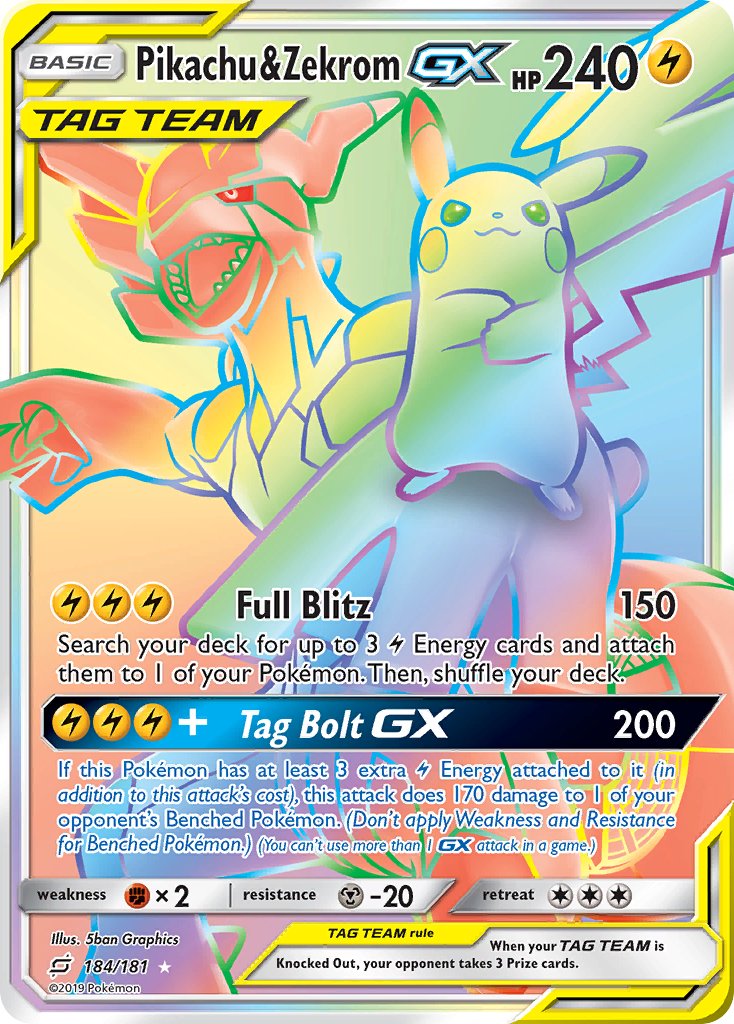 BASIC Pikachu&Zekrom GX HP240
TAG TEAM
Full Blitz 150
Search your deck for up to 3 Energy cards and attach
them to 1 of your Pokémon. Then, shuffle your deck.
+ Tag Bolt GX 200
If this Pokémon has at least 3 extra Energy attached to it (in
addition to this attack's cost), this attack does 170 damage to 1 of your
opponent's Benched Pokémon. (Don't apply Weakness and Resistance
for Benched Pokémon.) (You can't use more than 1 GX attack in a game.)
weakness ×2 resistance -20 retreat
Illus. 5ban Graphics
184/181
©2019 Pokémon
TAG TEAM rule
When your TAG TEAM is
Knocked Out, your opponent takes 3 Prize cards.